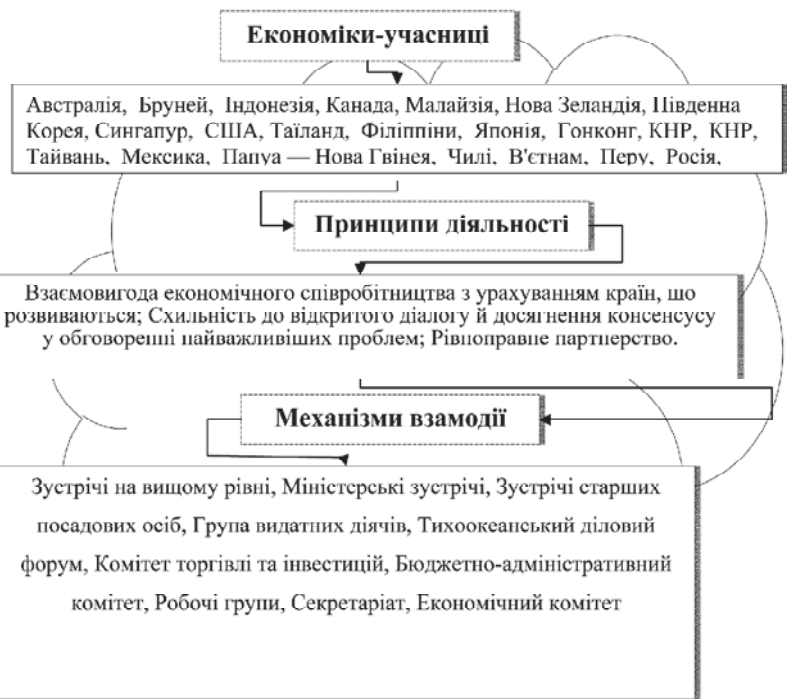 Економіки-учасниці
Австралія, Бруней, Індонезія, Канада, Малайзія, Нова Зеландія, Південна
Корея, Сингапур, США, Таїланд, Філіппіни, Японія, Гонконг, КНР, КНР,
Тайвань, Мексика, Папуа — Нова Гвінея, Чилі, В'єтнам, Перу, Росія,
Принципи діяльності
Взаємовигода економічного співробітництва з урахуванням країн, що
розвиваються; Схильність до відкритого діалогу й досягнення консенсусу
у обговоренні найважливіших проблем; Рівноправне партнерство.
Механізми взамодії
Зустрічі на вищому рівні, Міністерські зустрічі, Зустрічі старших
посадових осіб, Група видатних діячів, Тихоокеанський діловий
форум, Комітет торгівлі та інвестицій, Бюджетно-адміністративний
комітет, Робочі групи, Секретаріат, Економічний комітет